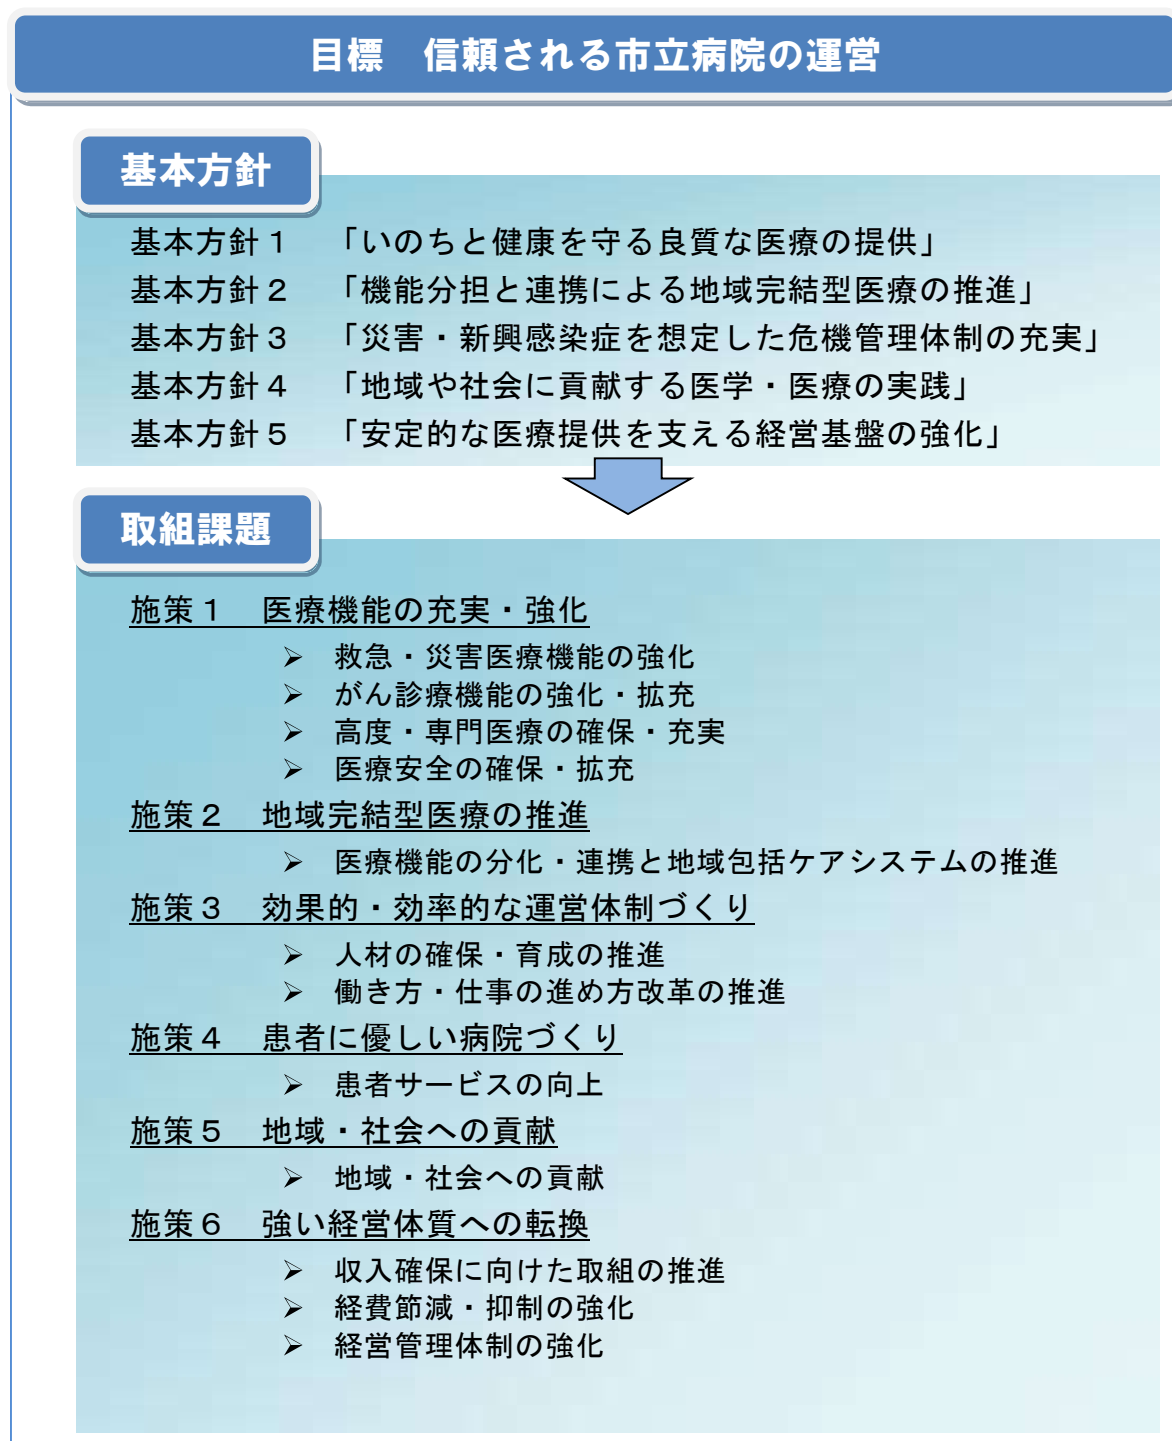 目標　信頼される市立病院の運営
基本方針
基本方針１　「いのちと健康を守る良質な医療の提供」
基本方針２　「機能分担と連携による地域完結型医療の推進」
基本方針３　「災害・新興感染症を想定した危機管理体制の充実」
基本方針４　「地域や社会に貢献する医学・医療の実践」
基本方針５　「安定的な医療提供を支える経営基盤の強化」
取組課題
施策１　医療機能の充実・強化
➢ 救急・災害医療機能の強化
➢ がん診療機能の強化・拡充
➢ 高度・専門医療の確保・充実
➢ 医療安全の確保・拡充
施策２　地域完結型医療の推進
➢ 医療機能の分化・連携と地域包括ケアシステムの推進
施策３　効果的・効率的な運営体制づくり
➢ 人材の確保・育成の推進
➢ 働き方・仕事の進め方改革の推進
施策４　患者に優しい病院づくり
➢ 患者サービスの向上
施策５　地域・社会への貢献
➢ 地域・社会への貢献
施策６　強い経営体質への転換
➢ 収入確保に向けた取組の推進
➢ 経費節減・抑制の強化
➢ 経営管理体制の強化